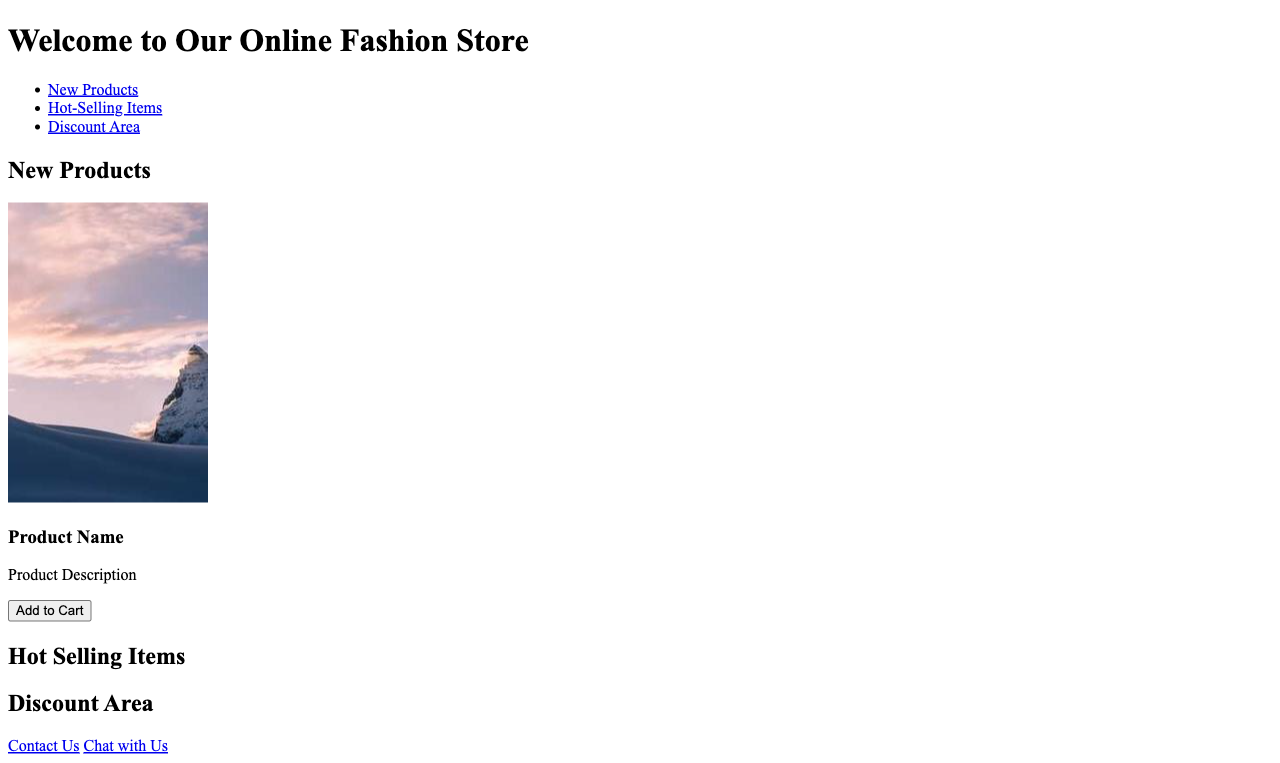 Welcome to Our Online Fashion Store
New Products
Hot-Selling Items
Discount Area
New Products
Product Name
Product Description
Add to Cart
Hot Selling Items
Discount Area
Contact Us Chat with Us